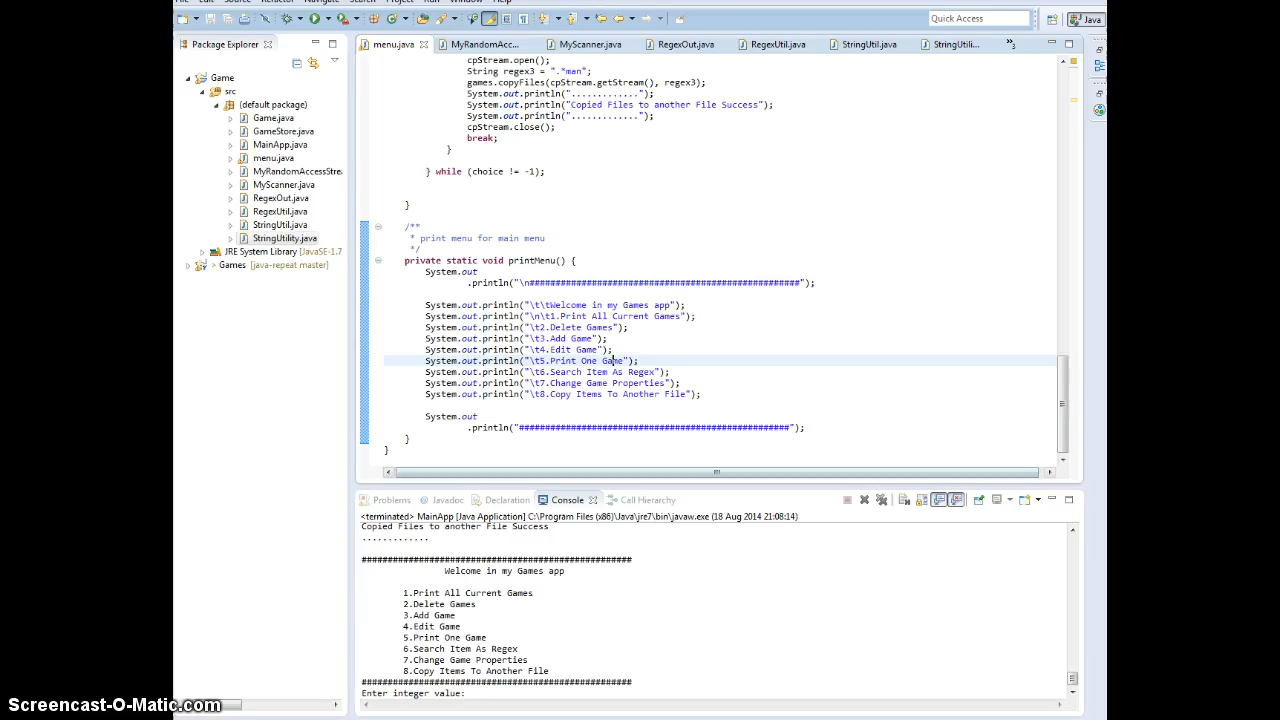 File Edit Source Refactor Navigate Search Project Run Window Help
Quick Access
Java
Package Explorer
menu.java
MyRandomAcc...
MyScanner.java
RegexOut.java
RegexUtil.java
StringUtil.java
StringUtili...
»3
Game
src
(default package)
Game.java
GameStore.java
MainApp.java
menu.java
MyRandomAccessStre
MyScanner.java
RegexOut.java
RegexUtil.java
StringUtil.java
StringUtility.java
JRE System Library [JavaSE-1.7
> Games [java-repeat master]
cpStream.open();
String regex3 = ".*man";
games.copyFiles(cpStream.getStream(), regex3);
System.out.println(".............");
System.out.println("Copied Files to another File Success");
System.out.println(".............");
cpStream.close();
break;
}
} while (choice != -1);
}
/**
* print menu for main menu
*/
private static void printMenu() {
System.out
.println("\n####################################################");
System.out.println("\t\tWelcome in my Games app");
System.out.println("\n\t1.Print All Current Games");
System.out.println("\t2.Delete Games");
System.out.println("\t3.Add Game");
System.out.println("\t4.Edit Game");
System.out.println("\t5.Print One Game");
System.out.println("\t6.Search Item As Regex");
System.out.println("\t7.Change Game Properties");
System.out.println("\t8.Copy Items To Another File");
System.out
.println("####################################################");
}
}
Problems
Javadoc
Declaration
Console
Call Hierarchy
<terminated> MainApp [Java Application] C:\Program Files (x86)\Java\jre7\bin\javaw.exe (18 Aug 2014 21:08:14)
Copied Files to another File Success
.............
####################################################
Welcome in my Games app
1.Print All Current Games
2.Delete Games
3.Add Game
4.Edit Game
5.Print One Game
6.Search Item As Regex
7.Change Game Properties
8.Copy Items To Another File
####################################################
Enter integer value:
Screencast-O-Matic.com